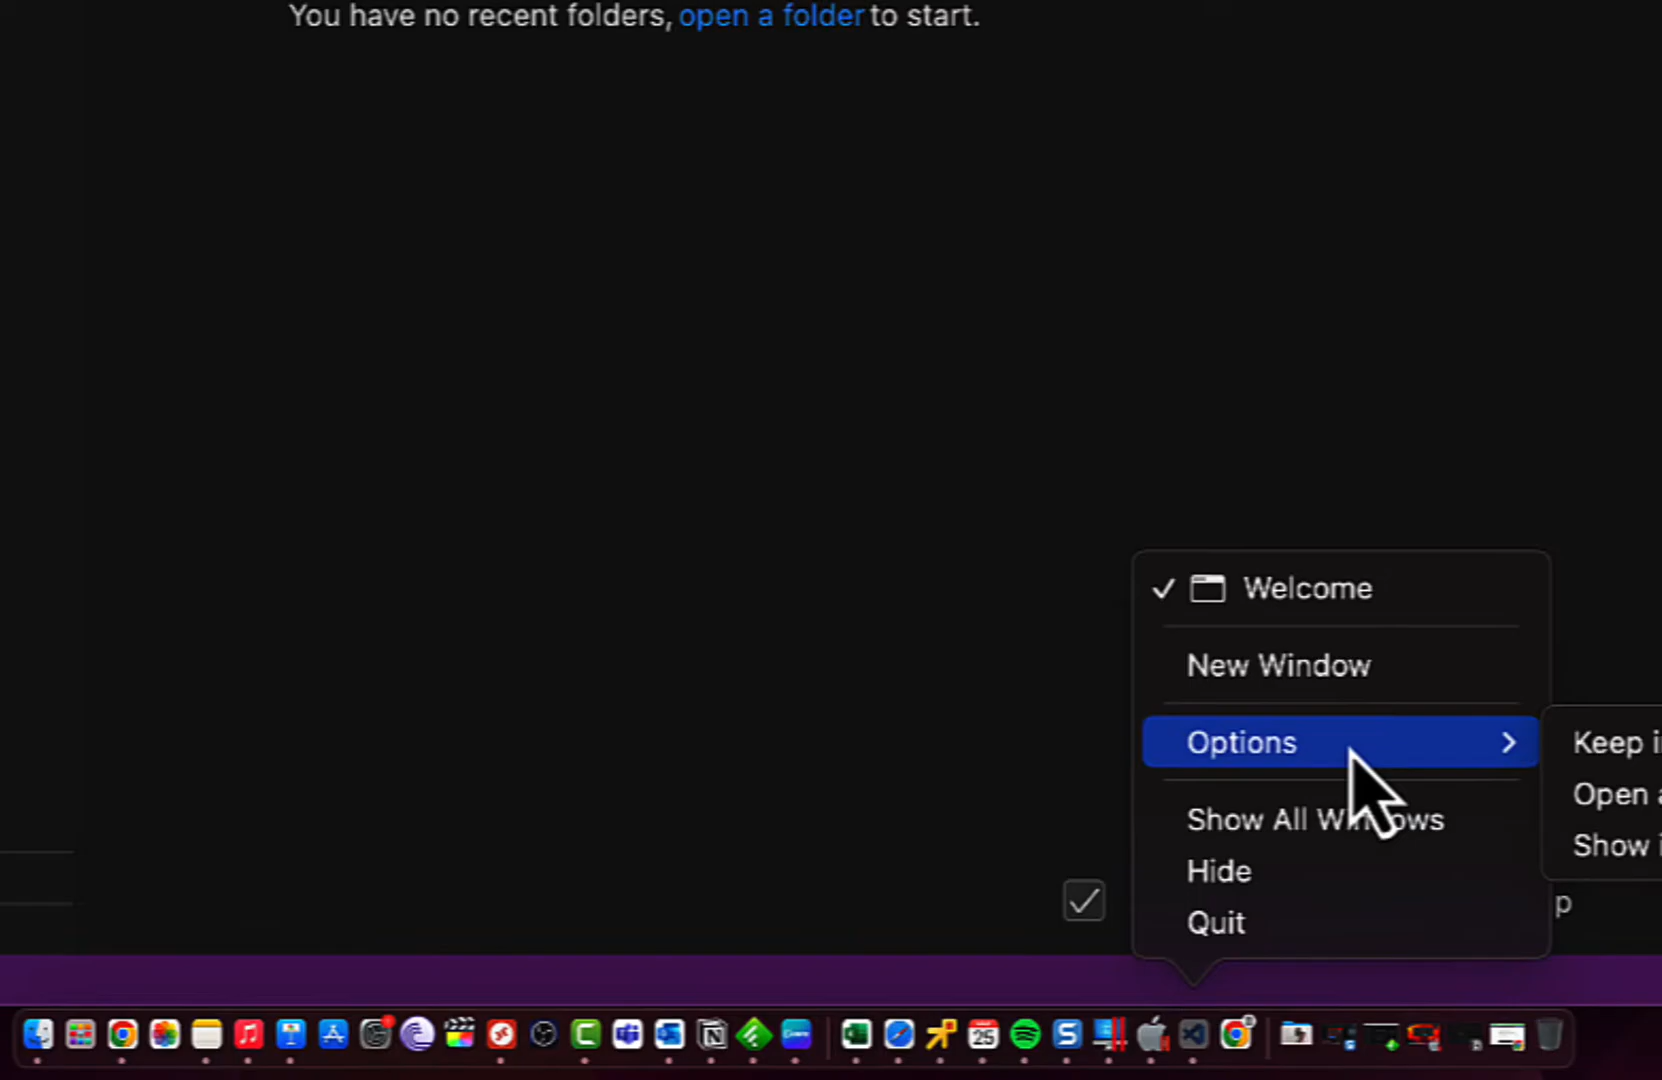 You have no recent folders, open a folder to start.
Welcome
New Window
Options
Keep i
Open a
Show All Windows
Show i
Hide
p
Quit
25